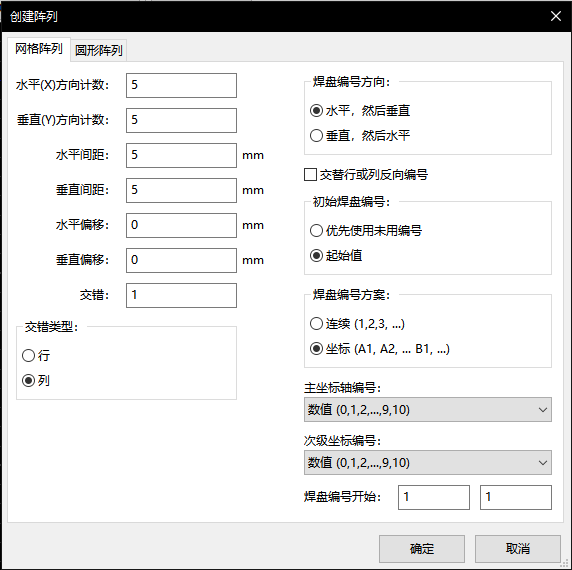 创建阵列
网格阵列 圆形阵列
水平(X)方向计数： 5
垂直(Y)方向计数： 5
水平间距： 5 mm
垂直间距： 5 mm
水平偏移： 0 mm
垂直偏移： 0 mm
交错： 1
交错类型：
行
列
焊盘编号方向：
水平，然后垂直
垂直，然后水平
交替行或列反向编号
初始焊盘编号：
优先使用未用编号
起始值
焊盘编号方案：
连续 (1,2,3, ...)
坐标 (A1, A2, ... B1, ...)
主坐标轴编号：
数值 (0,1,2,...,9,10)
次级坐标编号：
数值 (0,1,2,...,9,10)
焊盘编号开始： 1 1
确定 取消